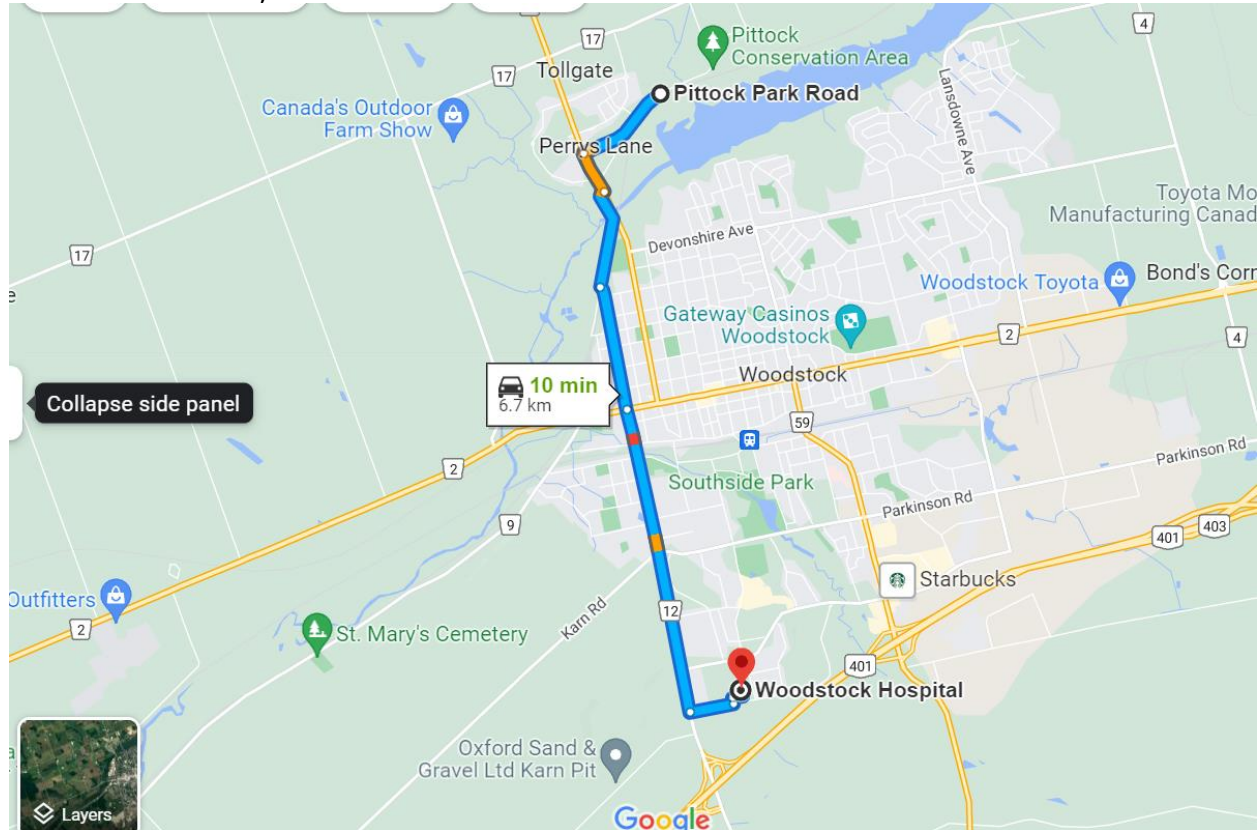 17
4
Pittock
Conservation Area
Tollgate
17
Pittock Park Road
Lansdowne Ave
Canada's Outdoor
Farm Show
Perrys Lane
Toyota Mo
Manufacturing Canad
Devonshire Ave
17
Bond's Corr
Woodstock Toyota
Gateway Casinos
Woodstock
2
4
10 min
6.7 km
Woodstock
Collapse side panel
59
2
Southside Park
Parkinson Rd
Parkinson Rd
9
401
403
Starbucks
Outfitters
2
12
Karn Rd
St. Mary's Cemetery
401
Woodstock Hospital
Oxford Sand &
Gravel Ltd Karn Pit
Layers
Google